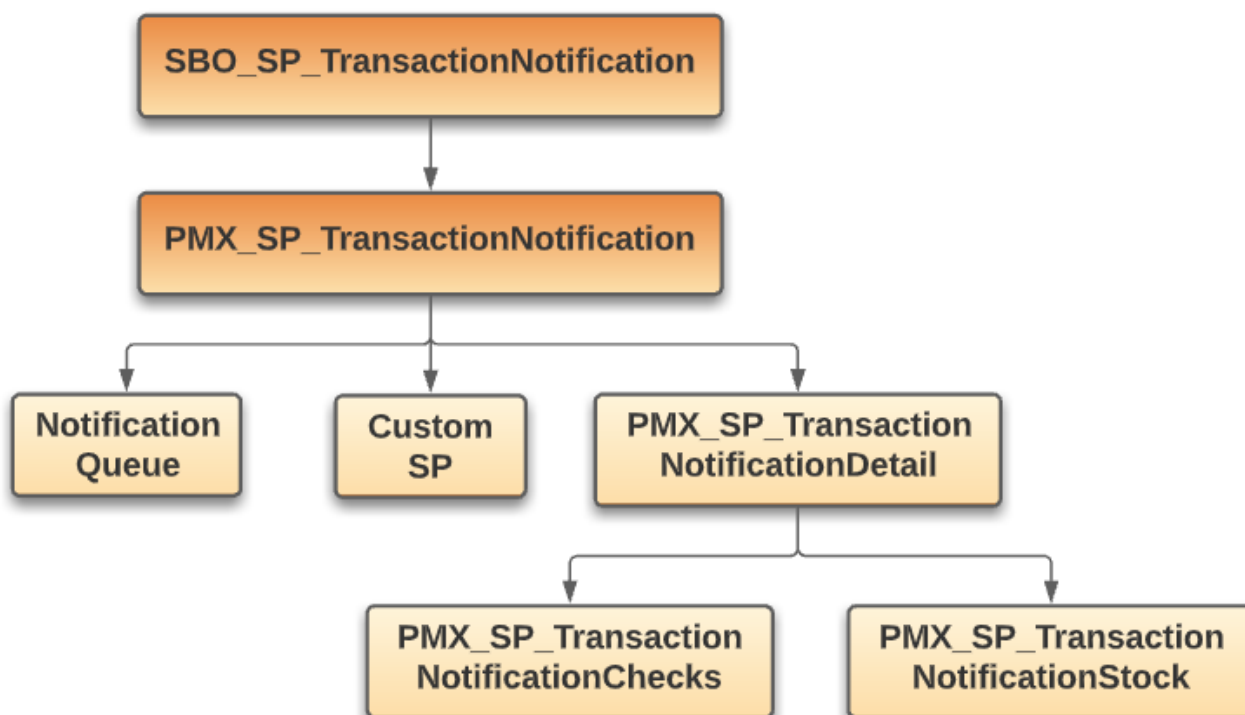 SBO_SP_TransactionNotification
PMX_SP_TransactionNotification
Notification
Queue
Custom
SP
PMX_SP_Transaction
NotificationDetail
PMX_SP_Transaction
NotificationChecks
PMX_SP_Transaction
NotificationStock